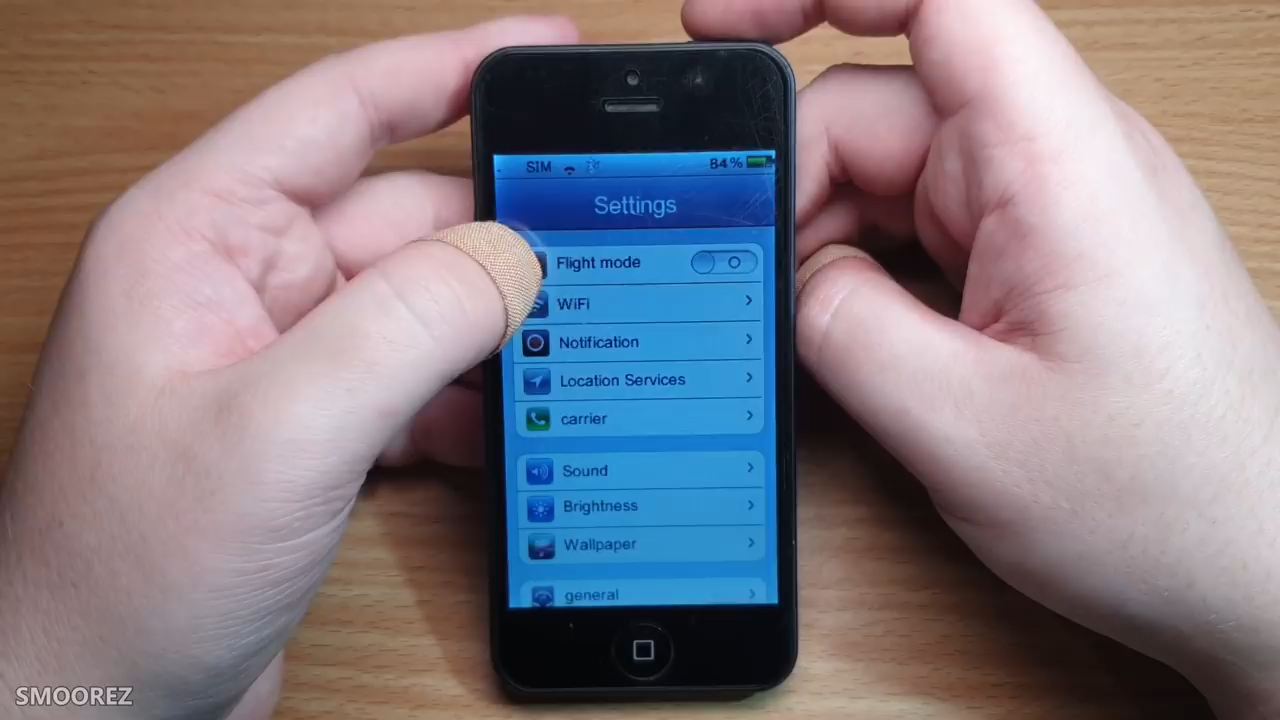 SIM 84%
Settings
Flight mode
WiFi
Notification
Location Services
carrier
Sound
Brightness
Wallpaper
general
SMOOREZ